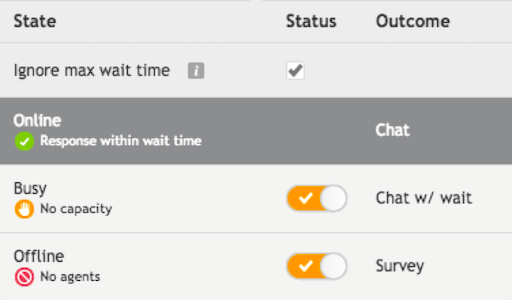 State Status Outcome
Ignore max wait time i
Online
Response within wait time Chat
Busy
No capacity Chat w/ wait
Offline
No agents Survey